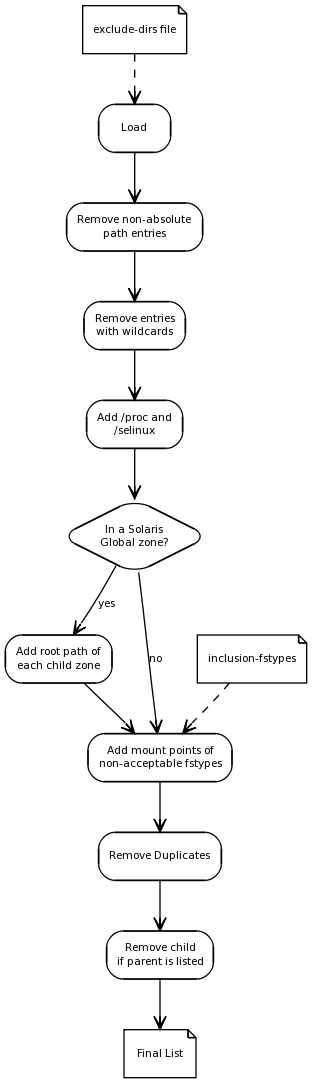 exclude-dirs file
Load
Remove non-absolute
path entries
Remove entries
with wildcards
Add /proc and
/selinux
In a Solaris
Global zone?
yes
no
Add root path of
each child zone
inclusion-fstypes
Add mount points of
non-acceptable fstypes
Remove Duplicates
Remove child
if parent is listed
Final List